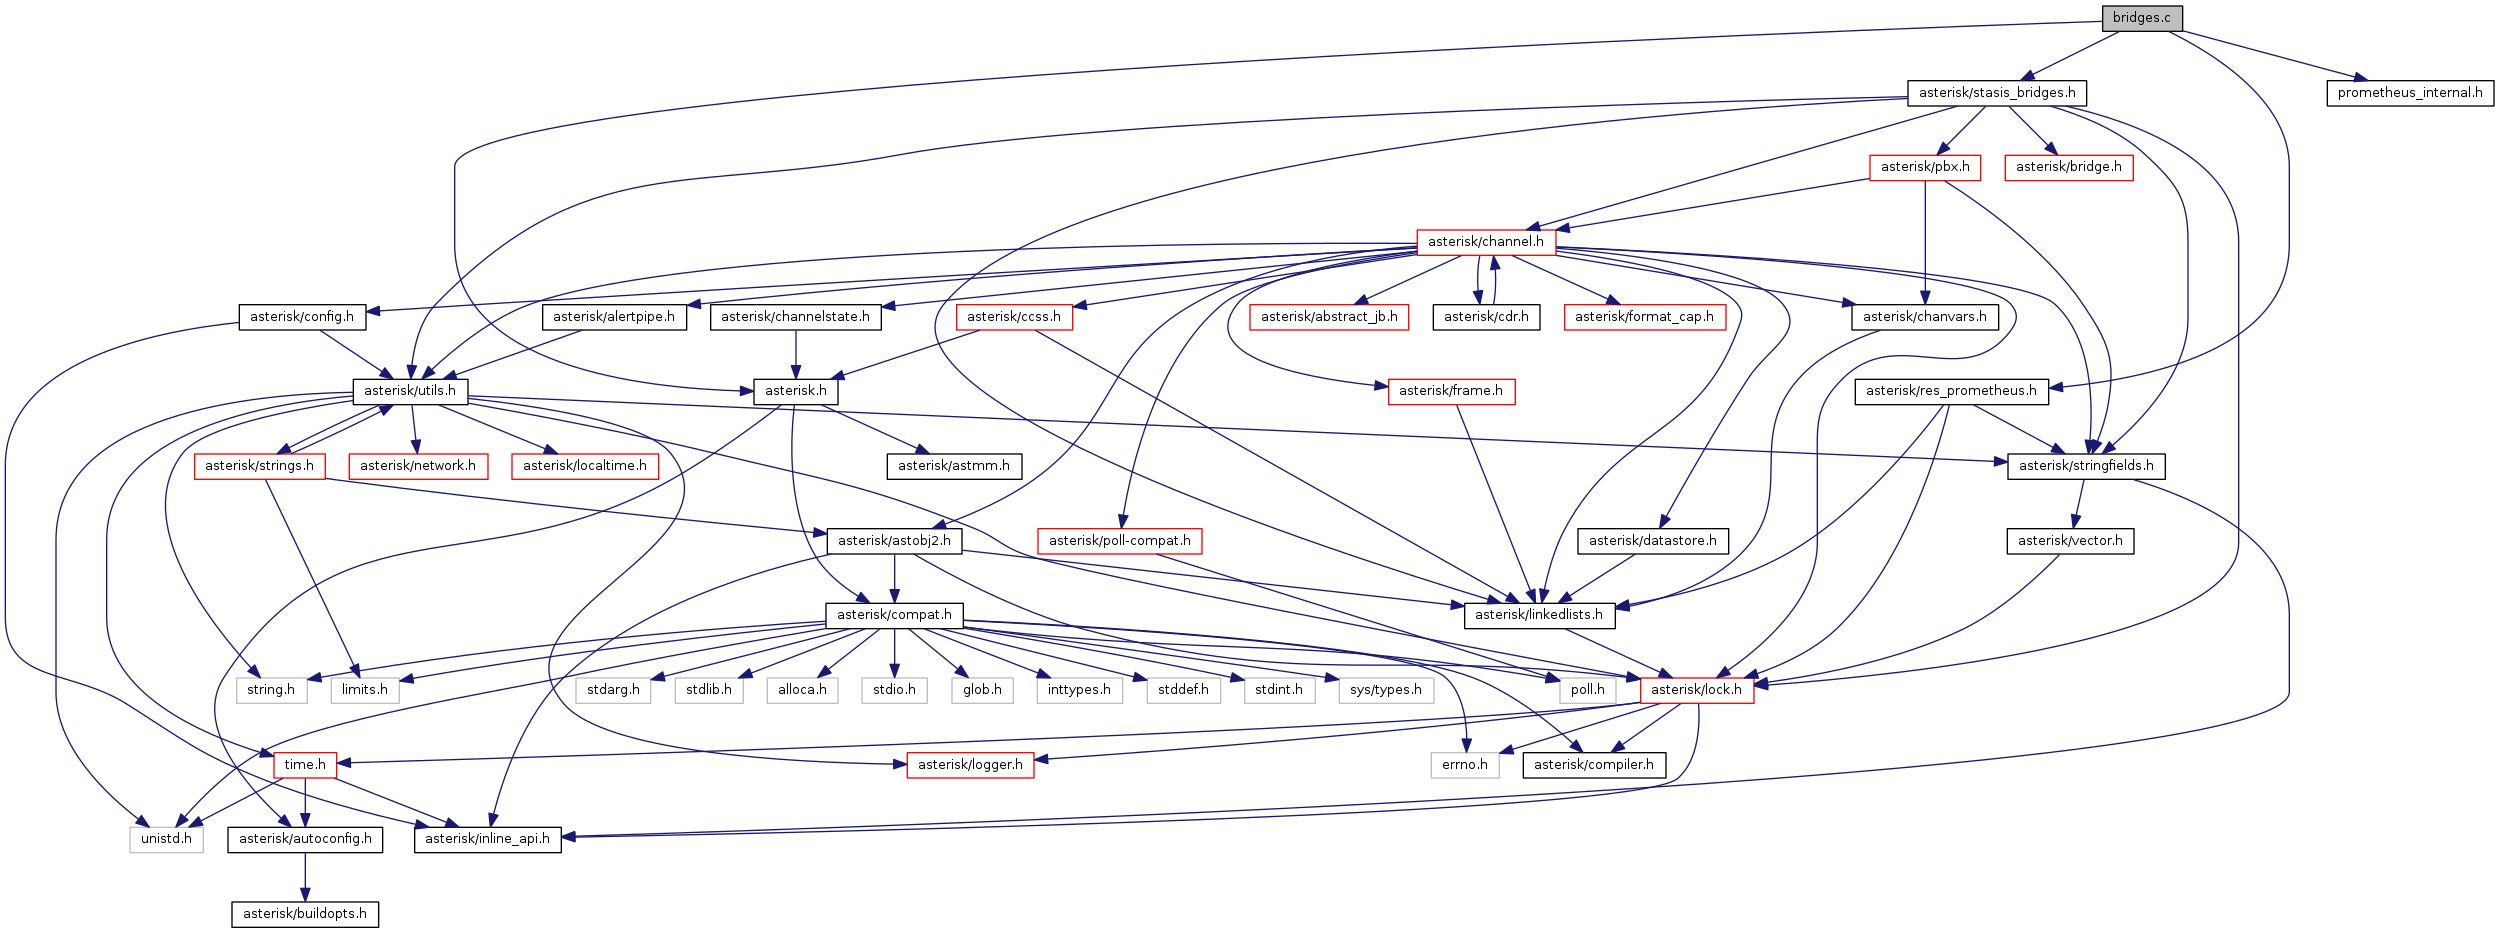 bridges.c
asterisk/stasis_bridges.h
prometheus_internal.h
asterisk/pbx.h
asterisk/bridge.h
asterisk/channel.h
asterisk/config.h
asterisk/alertpipe.h
asterisk/channelstate.h
asterisk/ccss.h
asterisk/abstract_jb.h
asterisk/cdr.h
asterisk/format_cap.h
asterisk/chanvars.h
asterisk/utils.h
asterisk.h
asterisk/frame.h
asterisk/res_prometheus.h
asterisk/strings.h
asterisk/network.h
asterisk/localtime.h
asterisk/astmm.h
asterisk/stringfields.h
asterisk/astobj2.h
asterisk/poll-compat.h
asterisk/datastore.h
asterisk/vector.h
asterisk/compat.h
asterisk/linkedlists.h
string.h
limits.h
stdarg.h
stdlib.h
alloca.h
stdio.h
glob.h
inttypes.h
stddef.h
stdint.h
sys/types.h
poll.h
asterisk/lock.h
time.h
asterisk/logger.h
errno.h
asterisk/compiler.h
unistd.h
asterisk/autoconfig.h
asterisk/inline_api.h
asterisk/buildopts.h